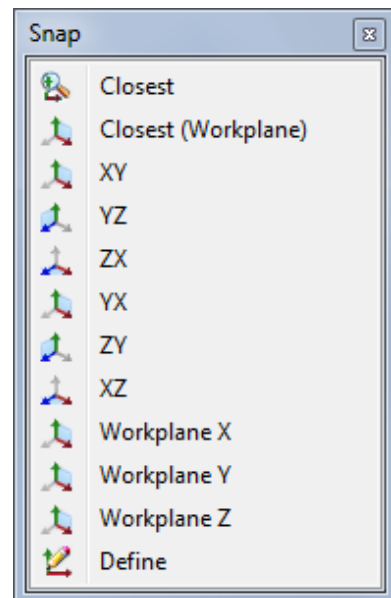 Snap
Closest
Closest (Workplane)
XY
YZ
ZX
YX
ZY
XZ
Workplane X
Workplane Y
Workplane Z
Define